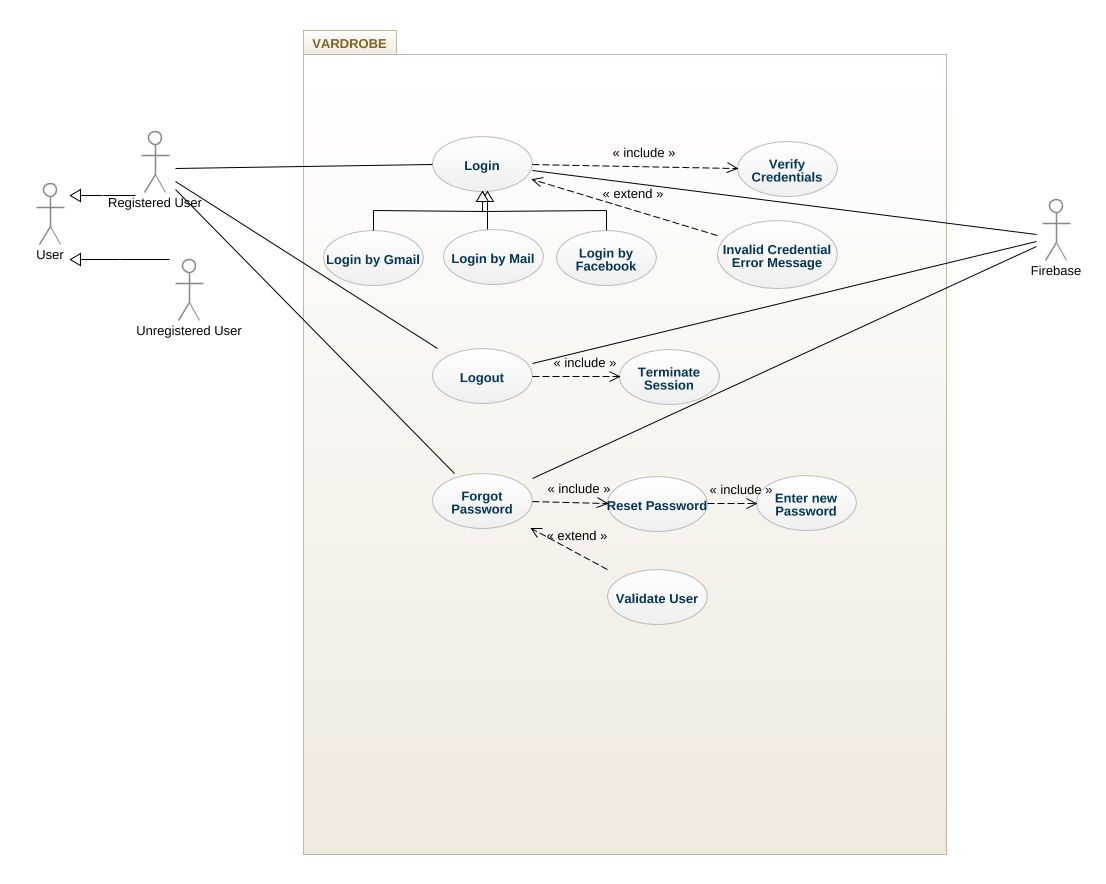 VARDROBE
Login
« include »
Verify
Credentials
« extend »
Registered User
User
Login by Gmail
Login by Mail
Login by
Facebook
Invalid Credential
Error Message
Firebase
Unregistered User
Logout
« include »
Terminate
Session
Forgot
Password
« include »
Reset Password
« include »
Enter new
Password
« extend »
Validate User